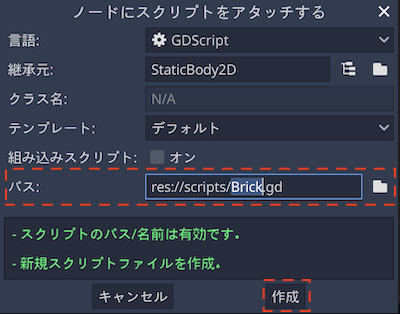 ノードにスクリプトをアタッチする
言語: GDScript
継承元: StaticBody2D
クラス名: N/A
テンプレート: デフォルト
組み込みスクリプト: オン
パス: res://scripts/Brick.gd
- スクリプトのパス/名前は有効です。
- 新規スクリプトファイルを作成。
キャンセル 作成